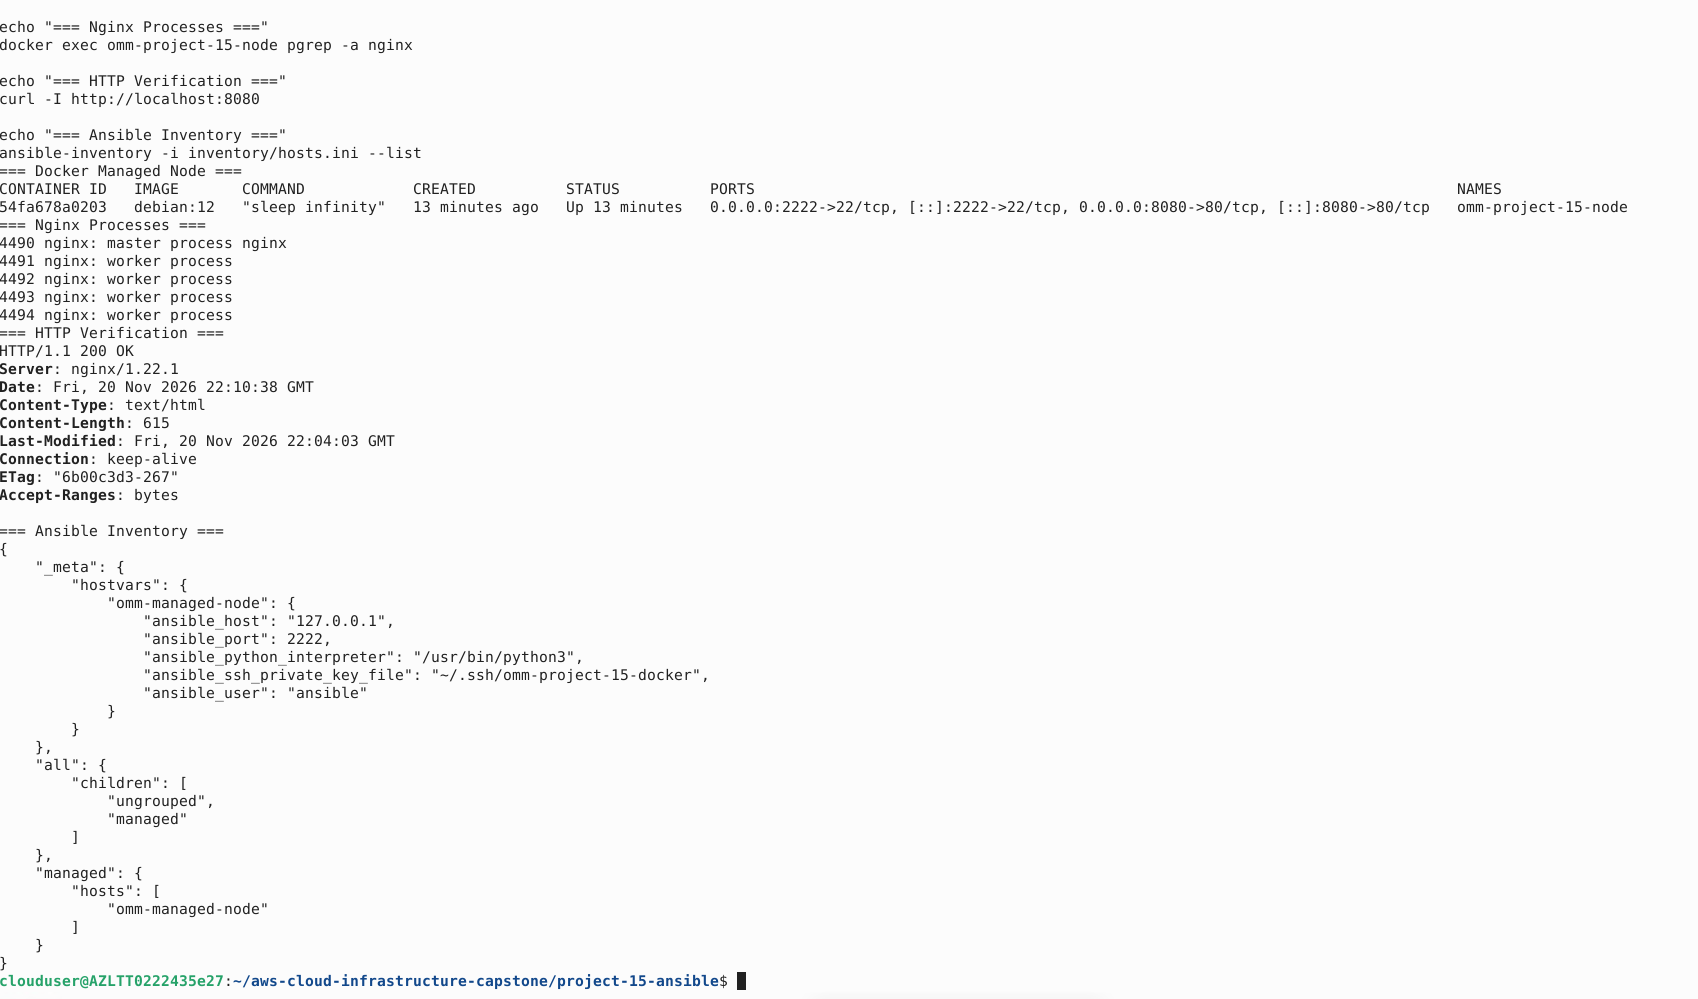 echo "=== Nginx Processes ==="
docker exec omm-project-15-node pgrep -a nginx

echo "=== HTTP Verification ==="
curl -I http://localhost:8080

echo "=== Ansible Inventory ==="
ansible-inventory -i inventory/hosts.ini --list
=== Docker Managed Node ===
CONTAINER ID   IMAGE       COMMAND            CREATED          STATUS          PORTS                                                                              NAMES
54fa678a0203   debian:12   "sleep infinity"   13 minutes ago   Up 13 minutes   0.0.0.0:2222->22/tcp, [::]:2222->22/tcp, 0.0.0.0:8080->80/tcp, [::]:8080->80/tcp   omm-project-15-node
=== Nginx Processes ===
4490 nginx: master process nginx
4491 nginx: worker process
4492 nginx: worker process
4493 nginx: worker process
4494 nginx: worker process
=== HTTP Verification ===
HTTP/1.1 200 OK
Server: nginx/1.22.1
Date: Fri, 20 Nov 2026 22:10:38 GMT
Content-Type: text/html
Content-Length: 615
Last-Modified: Fri, 20 Nov 2026 22:04:03 GMT
Connection: keep-alive
ETag: "6b00c3d3-267"
Accept-Ranges: bytes

=== Ansible Inventory ===
{
    "_meta": {
        "hostvars": {
            "omm-managed-node": {
                "ansible_host": "127.0.0.1",
                "ansible_port": 2222,
                "ansible_python_interpreter": "/usr/bin/python3",
                "ansible_ssh_private_key_file": "~/.ssh/omm-project-15-docker",
                "ansible_user": "ansible"
            }
        }
    },
    "all": {
        "children": [
            "ungrouped",
            "managed"
        ]
    },
    "managed": {
        "hosts": [
            "omm-managed-node"
        ]
    }
}
clouduser@AZLTT0222435e27:~/aws-cloud-infrastructure-capstone/project-15-ansible$